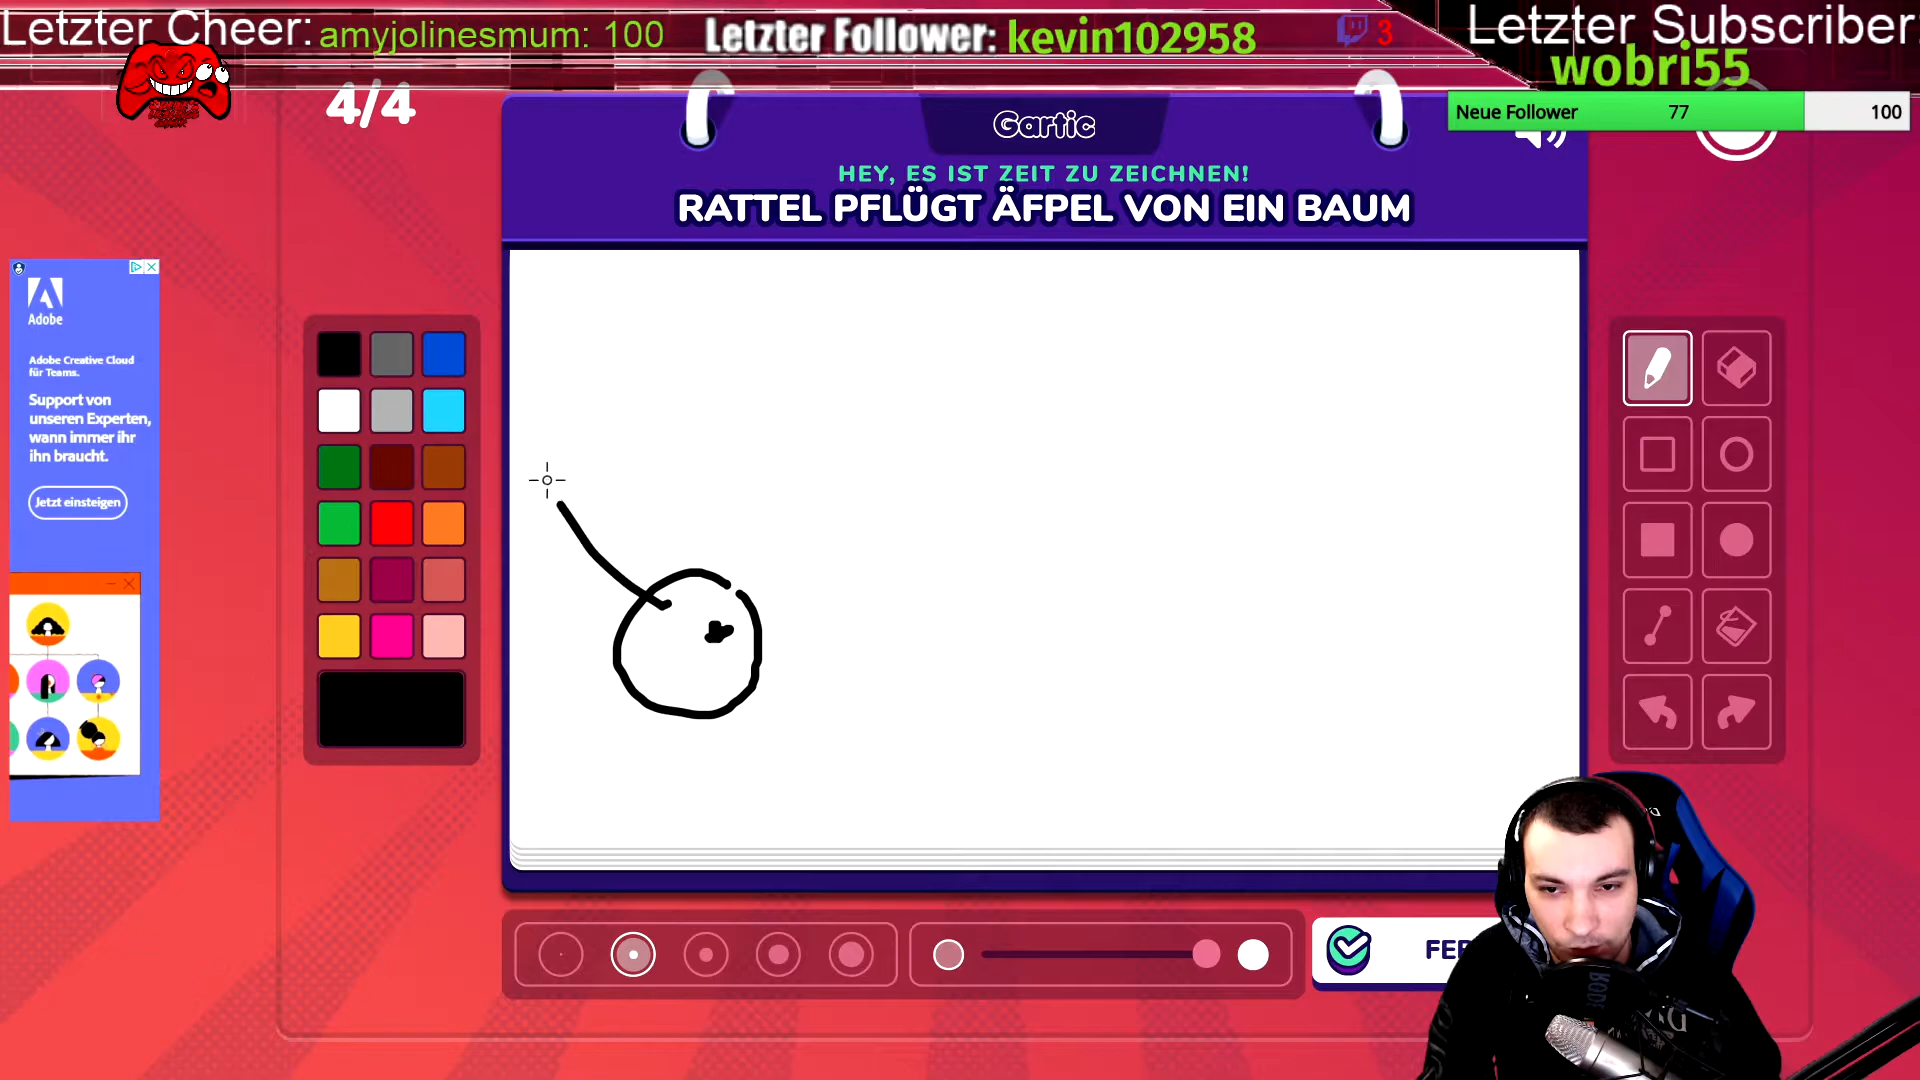 Letzter Cheer: amyjolinesmum: 100
Letzter Follower: kevin102958
3
Letzter Subscriber:
wobri55
Neue Follower 77 100
4/4
Gartic
HEY, ES IST ZEIT ZU ZEICHNEN!
RATTEL PFLÜGT ÄFPEL VON EIN BAUM
Adobe
Adobe Creative Cloud
für Teams.
Support von
unseren Experten,
wann immer ihr
ihn braucht.
Jetzt einsteigen